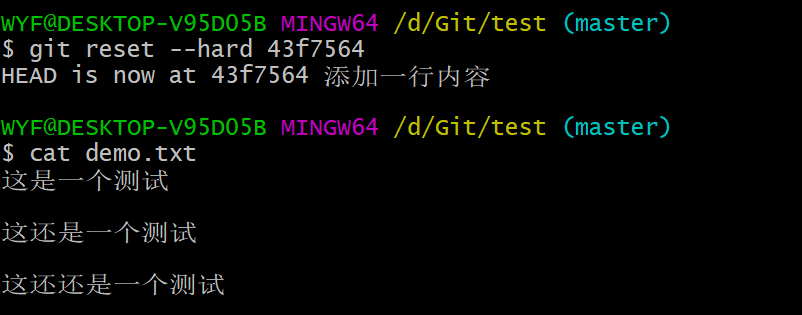 WYF@DESKTOP-V95D05B MINGW64 /d/Git/test (master)
$ git reset --hard 43f7564
HEAD is now at 43f7564 添加一行内容
WYF@DESKTOP-V95D05B MINGW64 /d/Git/test (master)
$ cat demo.txt
这是一个测试
这还是一个测试
这还还是一个测试